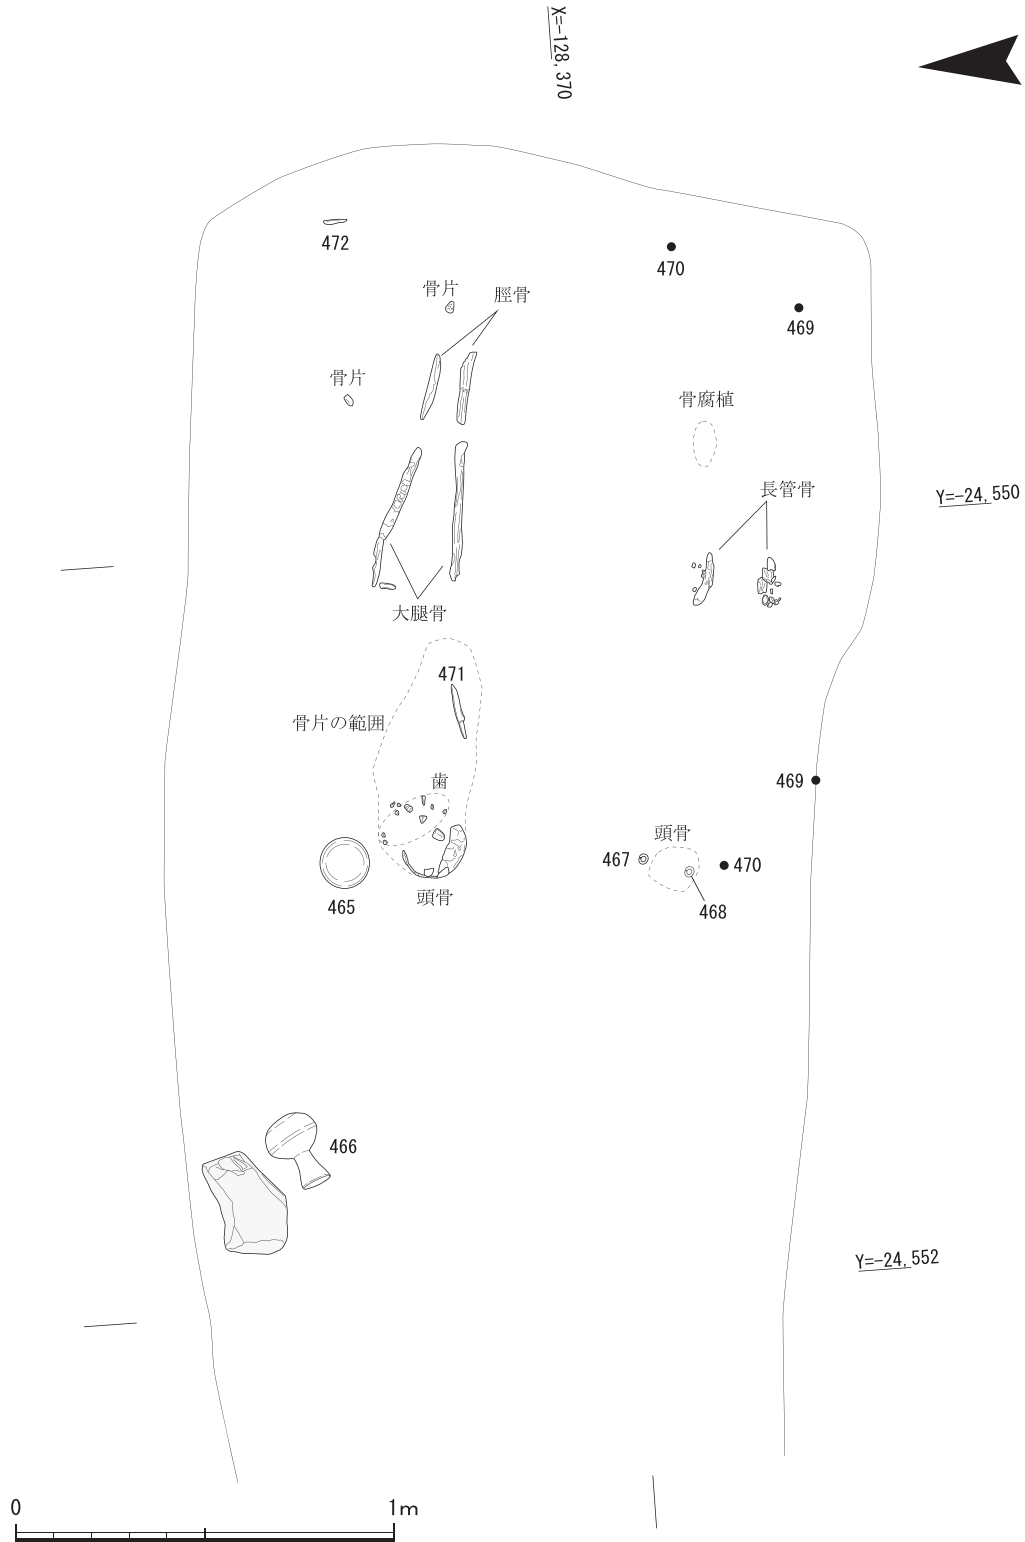 X=-128, 370
472
470
骨片
脛骨
469
骨片
骨腐植
長管骨
Y=-24, 550
大腿骨
471
骨片の範囲
歯
469
頭骨
467
470
頭骨
465
468
466
Y=-24, 552
0
1m